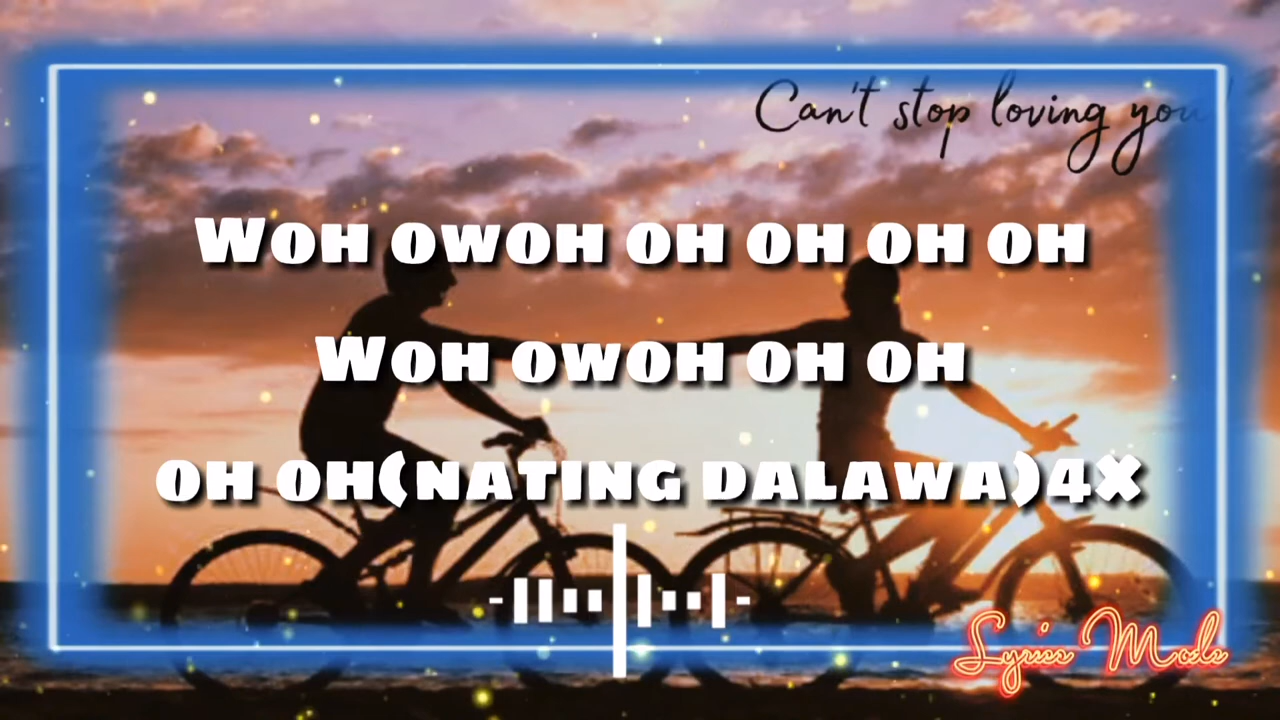 Can't stop loving you
Woh owoh oh oh oh oh
Woh owoh oh oh
oh oh(nating dalawa)4x
Lyrics Mode